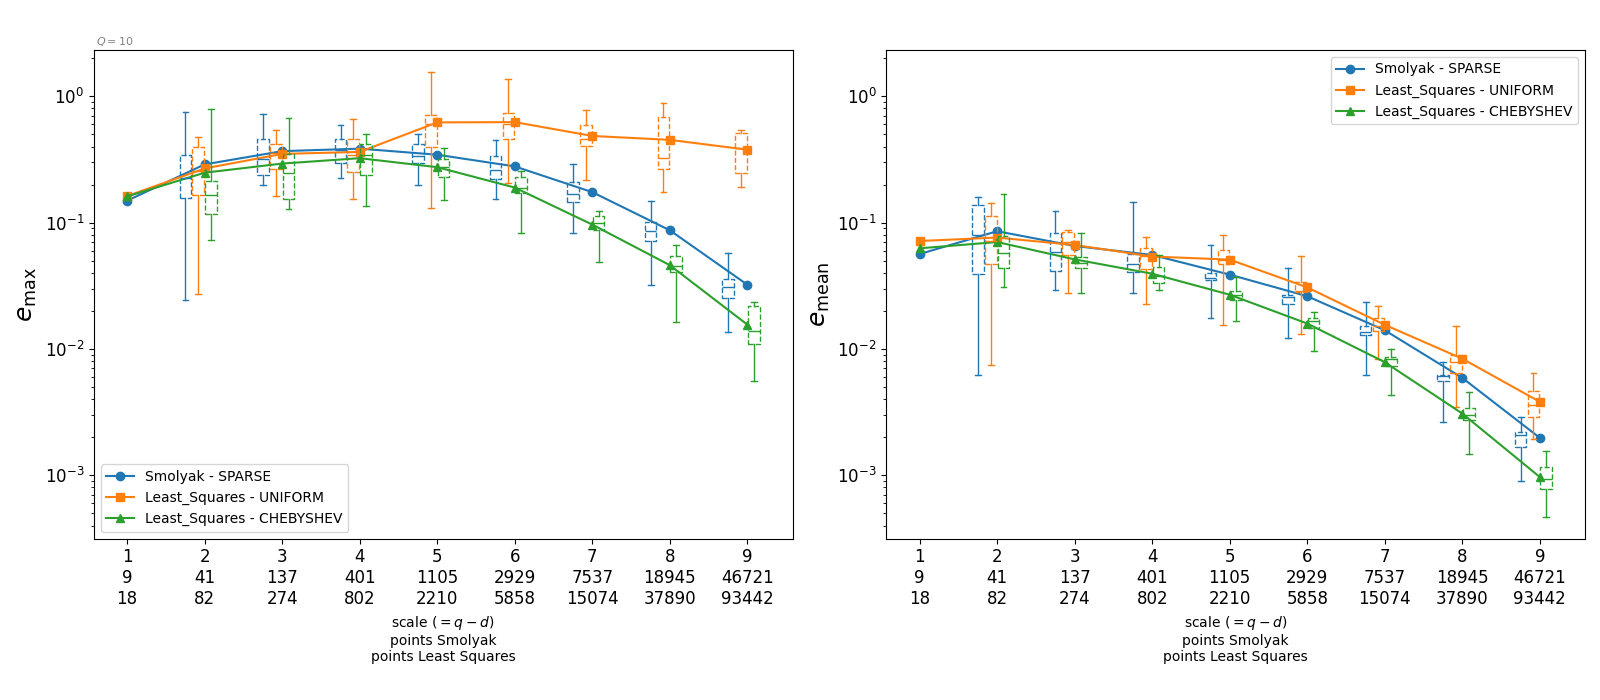 Q = 10
10⁰
10⁻¹
10⁻²
10⁻³
e_max
Smolyak - SPARSE
Least_Squares - UNIFORM
Least_Squares - CHEBYSHEV
1 2 3 4 5 6 7 8 9
9 41 137 401 1105 2929 7537 18945 46721
18 82 274 802 2210 5858 15074 37890 93442
scale (= q − d)
points Smolyak
points Least Squares
10⁰
10⁻¹
10⁻²
10⁻³
e_mean
Smolyak - SPARSE
Least_Squares - UNIFORM
Least_Squares - CHEBYSHEV
1 2 3 4 5 6 7 8 9
9 41 137 401 1105 2929 7537 18945 46721
18 82 274 802 2210 5858 15074 37890 93442
scale (= q − d)
points Smolyak
points Least Squares